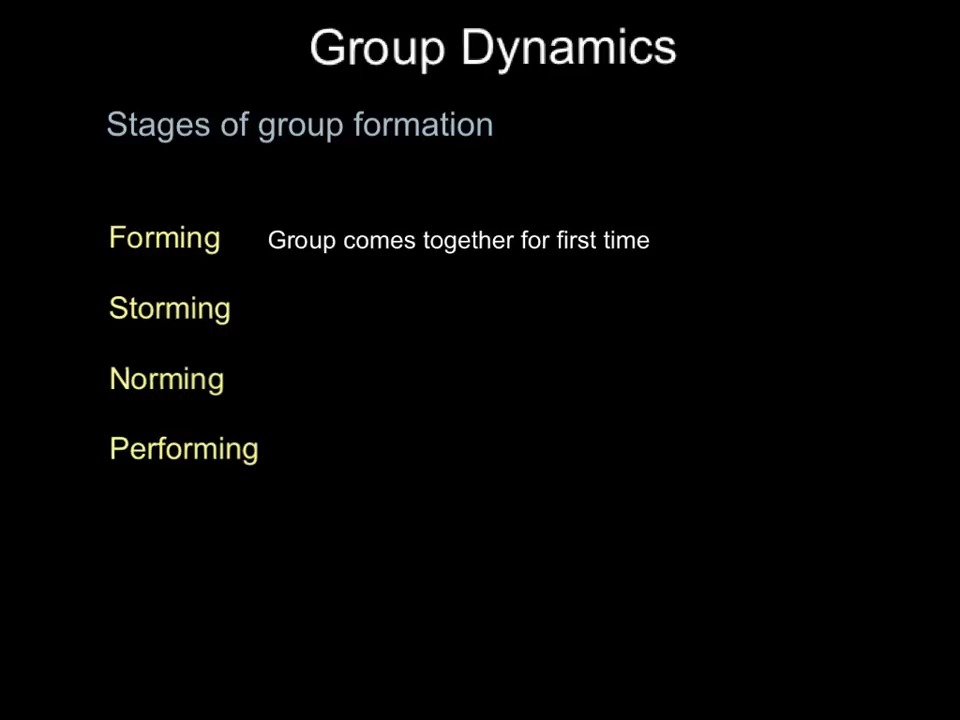 Group Dynamics
Stages of group formation
Forming Group comes together for first time
Storming
Norming
Performing